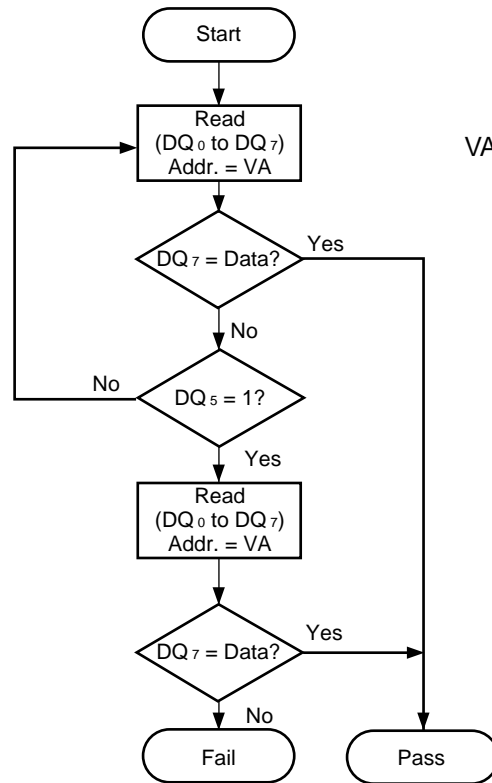 Start
Read
(DQ0 to DQ7)
Addr. = VA
VA
DQ7 = Data?
Yes
No
No
DQ5 = 1?
Yes
Read
(DQ0 to DQ7)
Addr. = VA
DQ7 = Data?
Yes
No
Fail
Pass